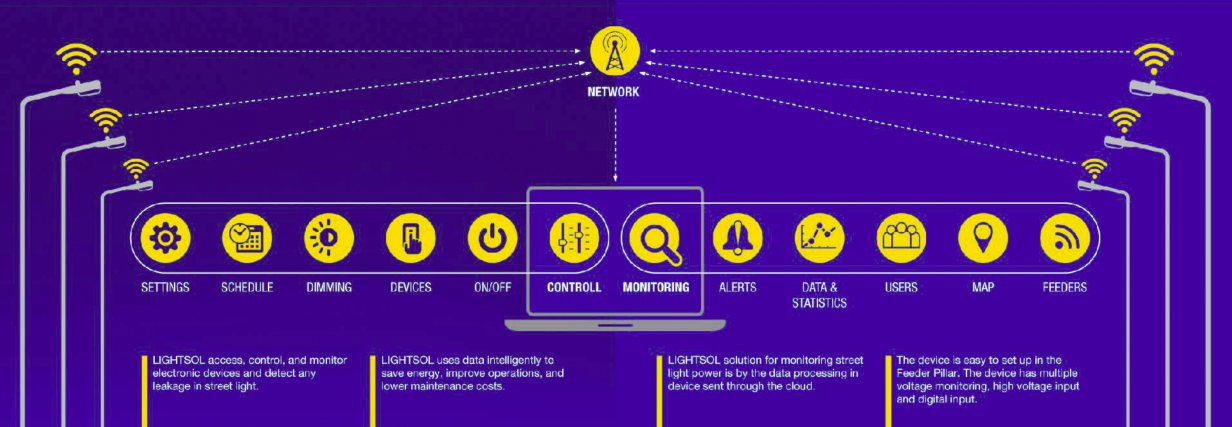 NETWORK
SETTINGS
SCHEDULE
DIMMING
DEVICES
ON/OFF
CONTROLL
MONITORING
ALERTS
DATA &
STATISTICS
USERS
MAP
FEEDERS
LIGHTSOL access, control, and monitor
electronic devices and detect any
leakage in street light.
LIGHTSOL uses data intelligently to
save energy, improve operations, and
lower maintenance costs.
LIGHTSOL solution for monitoring street
light power is by the data processing in
device sent through the cloud.
The device is easy to set up in the
Feeder Pillar. The device has multiple
voltage monitoring, high voltage input
and digital input.